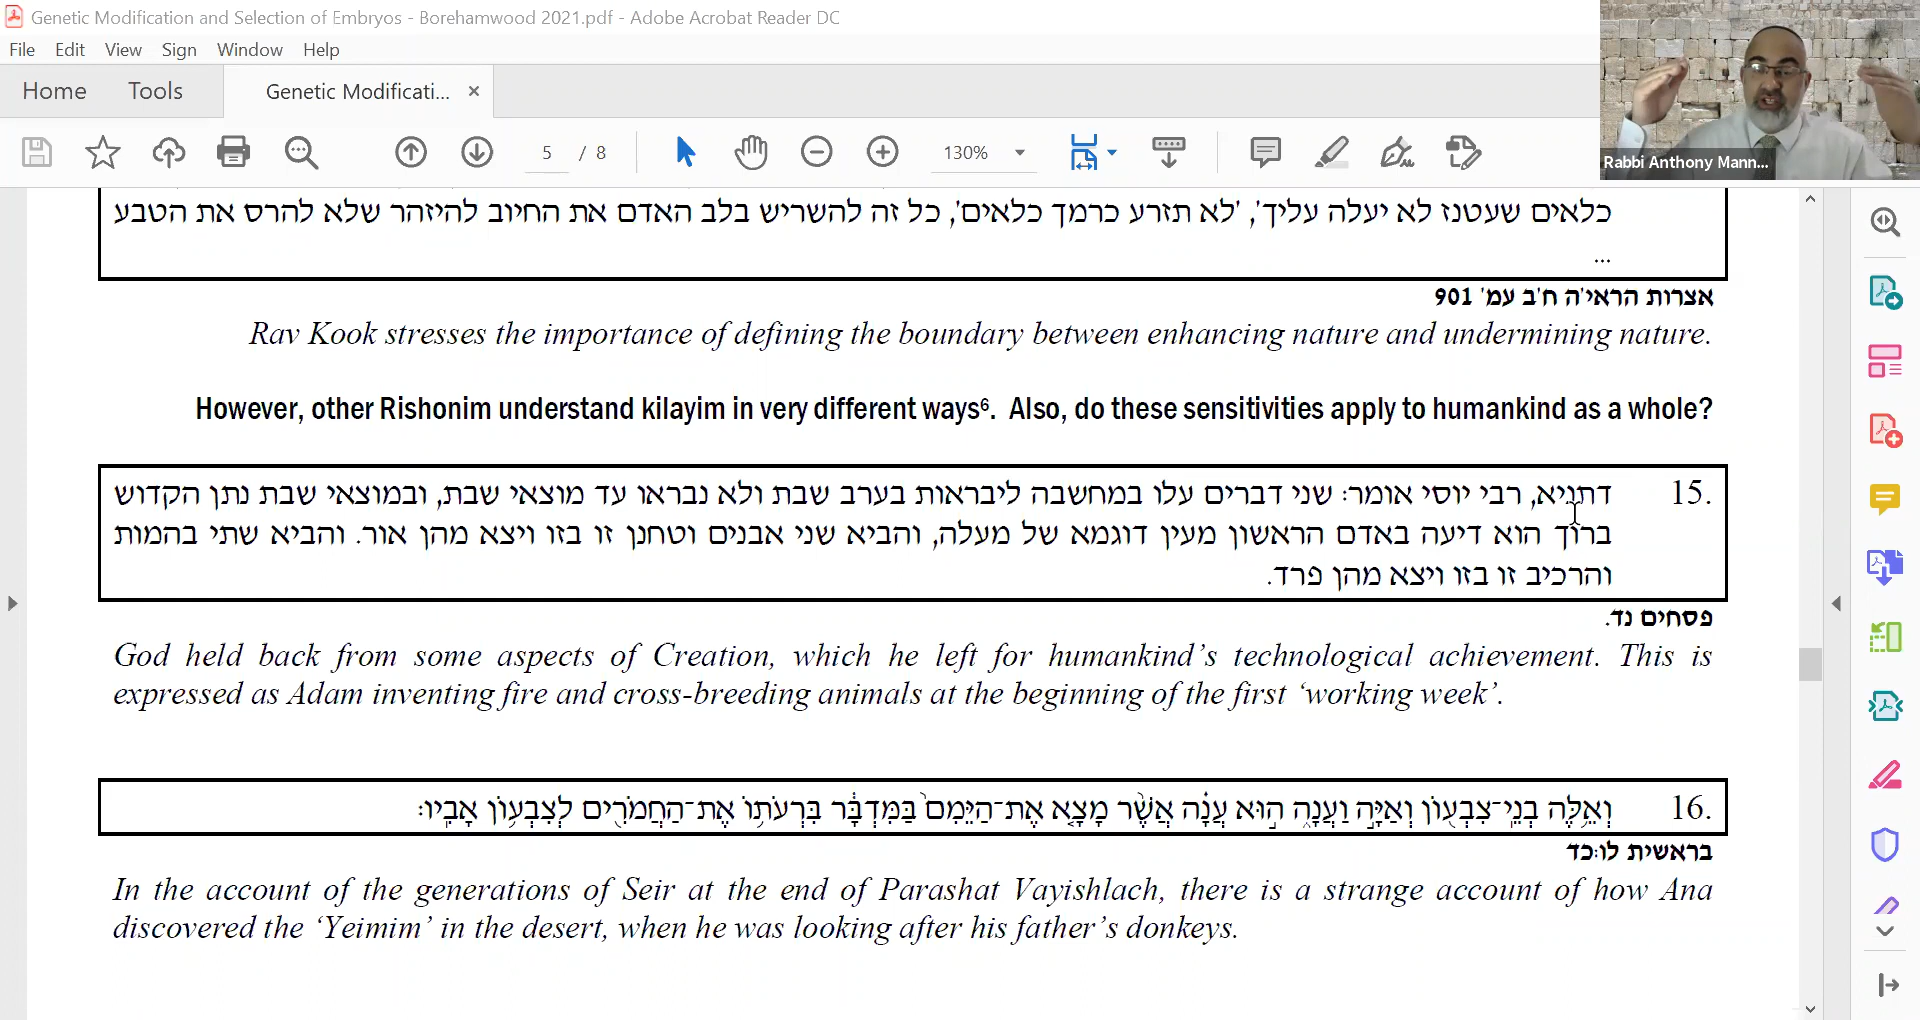 Genetic Modification and Selection of Embryos - Borehamwood 2021.pdf - Adobe Acrobat Reader DC
File Edit View Sign Window Help
Home Tools Genetic Modificati... ×
5 / 8 130%
Rabbi Anthony Mann...
כלאים שעטנז לא יעלה עליך', 'לא תזרע כרמך כלאים', כל זה להשריש בלב האדם את החיוב להיזהר שלא להרס את הטבע
...
אצרות הראי'ה ח'ב עמ' 901
Rav Kook stresses the importance of defining the boundary between enhancing nature and undermining nature.
However, other Rishonim understand kilayim in very different ways⁶. Also, do these sensitivities apply to humankind as a whole?
15. דתניא, רבי יוסי אומר: שני דברים עלו במחשבה ליבראות בערב שבת ולא נבראו עד מוצאי שבת, ובמוצאי שבת נתן הקדוש
ברוך הוא דיעה באדם הראשון מעין דוגמא של מעלה, והביא שני אבנים וטחנן זו בזו ויצא מהן אור. והביא שתי בהמות
והרכיב זו בזו ויצא מהן פרד.
פסחים נד.
God held back from some aspects of Creation, which he left for humankind's technological achievement. This is
expressed as Adam inventing fire and cross-breeding animals at the beginning of the first 'working week'.
16. וְאֵ֥לֶּה בְנֵֽי־צִבְע֖וֹן וְאַיָּ֣ה וַעֲנָ֑ה ה֣וּא עֲנָ֗ה אֲשֶׁ֨ר מָצָ֤א אֶת־הַיֵּמִם֙ בַּמִּדְבָּ֔ר בִּרְעֹת֥וֹ אֶת־הַחֲמֹרִ֖ים לְצִבְע֥וֹן אָבִֽיו׃
בראשית לו:כד
In the account of the generations of Seir at the end of Parashat Vayishlach, there is a strange account of how Ana
discovered the 'Yeimim' in the desert, when he was looking after his father's donkeys.